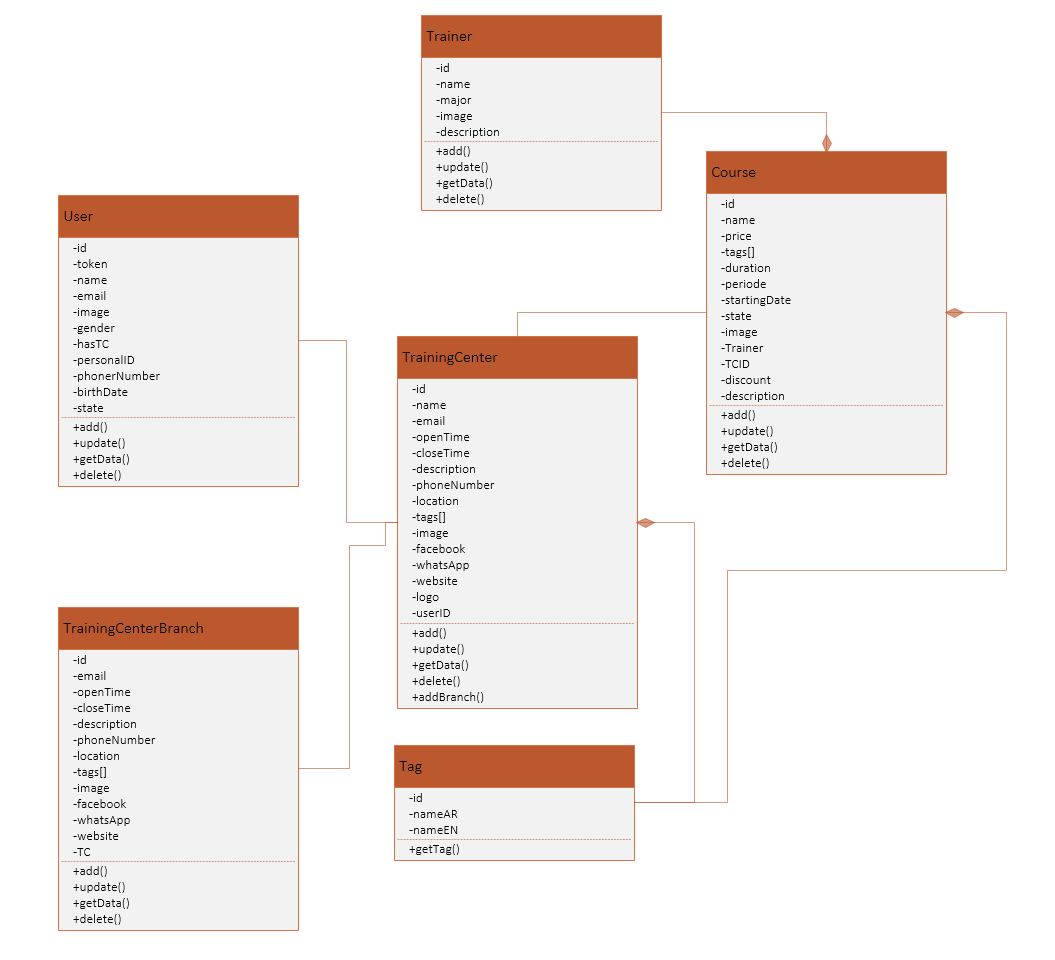 Trainer
-id
-name
-major
-image
-description
+add()
+update()
+getData()
+delete()
Course
-id
-name
-price
-tags[]
-duration
-periode
-startingDate
-state
-image
-Trainer
-TCID
-discount
-description
+add()
+update()
+getData()
+delete()
User
-id
-token
-name
-email
-image
-gender
-hasTC
-personalID
-phonerNumber
-birthDate
-state
+add()
+update()
+getData()
+delete()
TrainingCenter
-id
-name
-email
-openTime
-closeTime
-description
-phoneNumber
-location
-tags[]
-image
-facebook
-whatsApp
-website
-logo
-userID
+add()
+update()
+getData()
+delete()
+addBranch()
TrainingCenterBranch
-id
-email
-openTime
-closeTime
-description
-phoneNumber
-location
-tags[]
-image
-facebook
-whatsApp
-website
-TC
+add()
+update()
+getData()
+delete()
Tag
-id
-nameAR
-nameEN
+getTag()